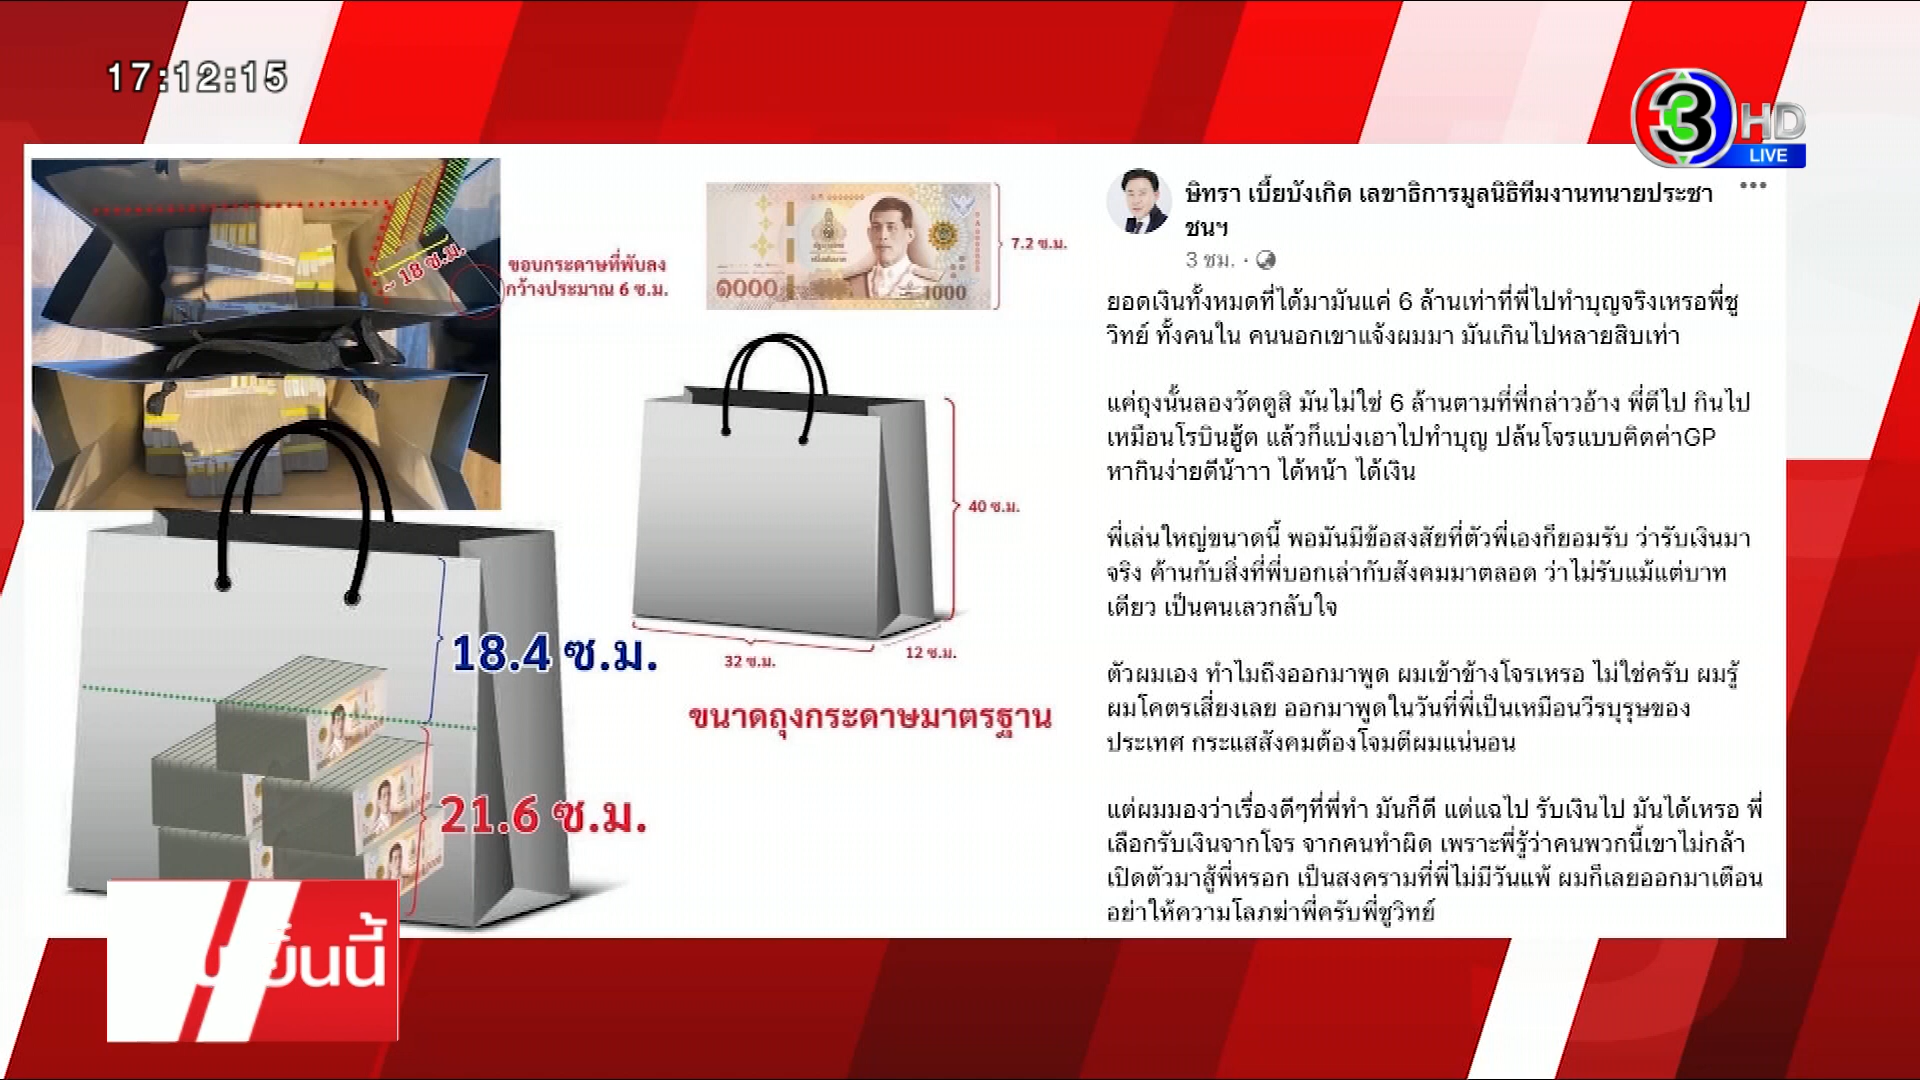 17:12:15
3 HD
LIVE
~ 18 ซ.ม.
ขอบกระดาษที่พับลง
กว้างประมาณ 6 ซ.ม.
๑๐๐๐
1000
7.2 ซ.ม.
40 ซ.ม.
32 ซ.ม.
12 ซ.ม.
ขนาดถุงกระดาษมาตรฐาน
18.4 ซ.ม.
21.6 ซ.ม.
ษิทรา เบี้ยบังเกิด เลขาธิการมูลนิธิทีมงานทนายประชา
ชนฯ
3 ชม. ·
ยอดเงินทั้งหมดที่ได้มามันแค่ 6 ล้านเท่าที่พี่ไปทำบุญจริงเหรอพี่ชู
วิทย์ ทั้งคนใน คนนอกเขาแจ้งผมมา มันเกินไปหลายสิบเท่า
แค่ถุงนั้นลองวัดดูสิ มันไม่ใช่ 6 ล้านตามที่พี่กล่าวอ้าง พี่ตีไป กินไป
เหมือนโรบินฮู้ด แล้วก็แบ่งเอาไปทำบุญ ปล้นโจรแบบคิดค่าGP
หากินง่ายดีน้าาา ได้หน้า ได้เงิน
พี่เล่นใหญ่ขนาดนี้ พอมันมีข้อสงสัยที่ตัวพี่เองก็ยอมรับ ว่ารับเงินมา
จริง ค้านกับสิ่งที่พี่บอกเล่ากับสังคมมาตลอด ว่าไม่รับแม้แต่บาท
เดียว เป็นคนเลวกลับใจ
ตัวผมเอง ทำไมถึงออกมาพูด ผมเข้าข้างโจรเหรอ ไม่ใช่ครับ ผมรู้
ผมโคตรเสี่ยงเลย ออกมาพูดในวันที่พี่เป็นเหมือนวีรบุรุษของ
ประเทศ กระแสสังคมต้องโจมตีผมแน่นอน
แต่ผมมองว่าเรื่องดีๆที่พี่ทำ มันก็ดี แต่แฉไป รับเงินไป มันได้เหรอ พี่
เลือกรับเงินจากโจร จากคนทำผิด เพราะพี่รู้ว่าคนพวกนี้เขาไม่กล้า
เปิดตัวมาสู้พี่หรอก เป็นสงครามที่พี่ไม่มีวันแพ้ ผมก็เลยออกมาเตือน
อย่าให้ความโลภฆ่าพี่ครับพี่ชูวิทย์